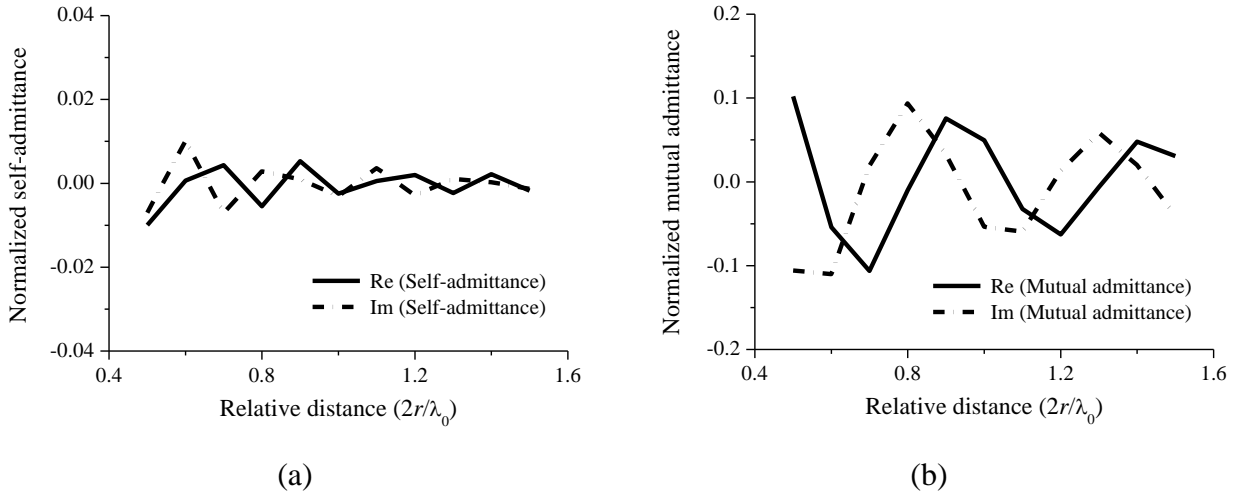 0.04
0.02
0.00
-0.02
-0.04
Normalized self-admittance
Re (Self-admittance)
Im (Self-admittance)
0.4 0.8 1.2 1.6
Relative distance (2r/λ₀)
(a)
0.2
0.1
0.0
-0.1
-0.2
Normalized mutual admittance
Re (Mutual admittance)
Im (Mutual admittance)
0.4 0.8 1.2 1.6
Relative distance (2r/λ₀)
(b)